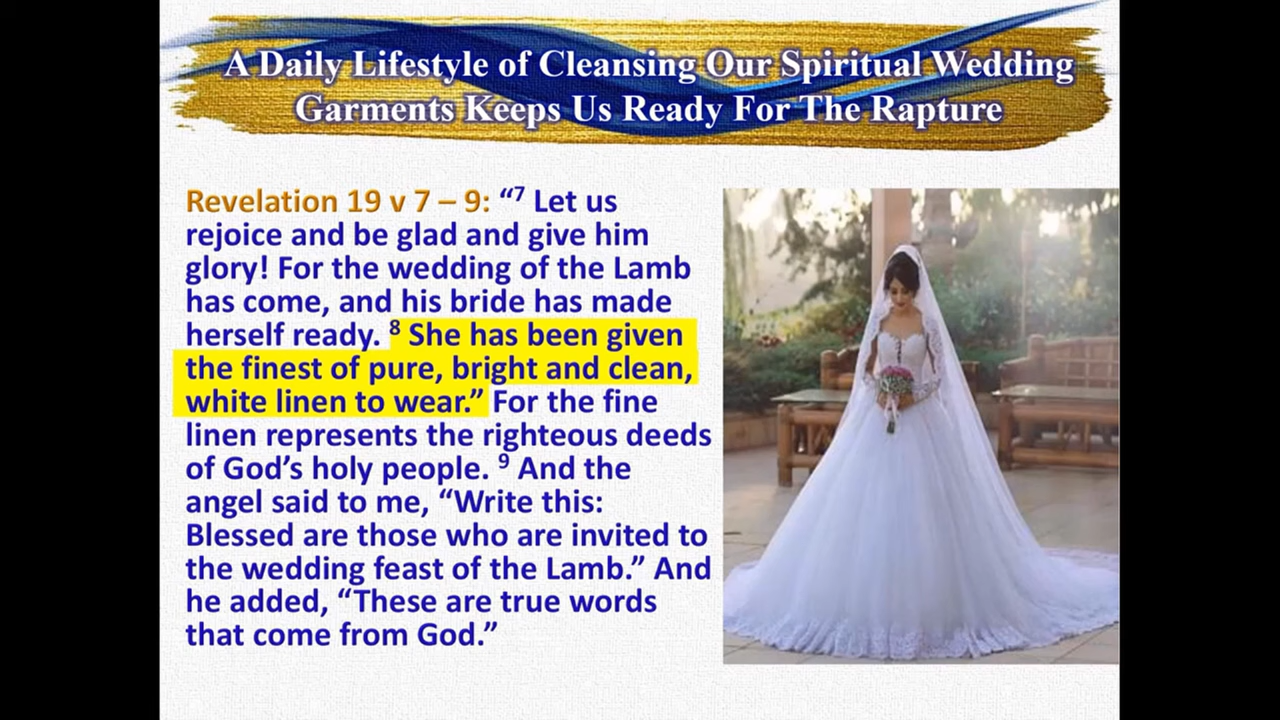 A Daily Lifestyle of Cleansing Our Spiritual Wedding
Garments Keeps Us Ready For The Rapture
Revelation 19 v 7 – 9: “⁷ Let us
rejoice and be glad and give him
glory! For the wedding of the Lamb
has come, and his bride has made
herself ready. ⁸ She has been given
the finest of pure, bright and clean,
white linen to wear.” For the fine
linen represents the righteous deeds
of God’s holy people. ⁹ And the
angel said to me, “Write this:
Blessed are those who are invited to
the wedding feast of the Lamb.” And
he added, “These are true words
that come from God.”